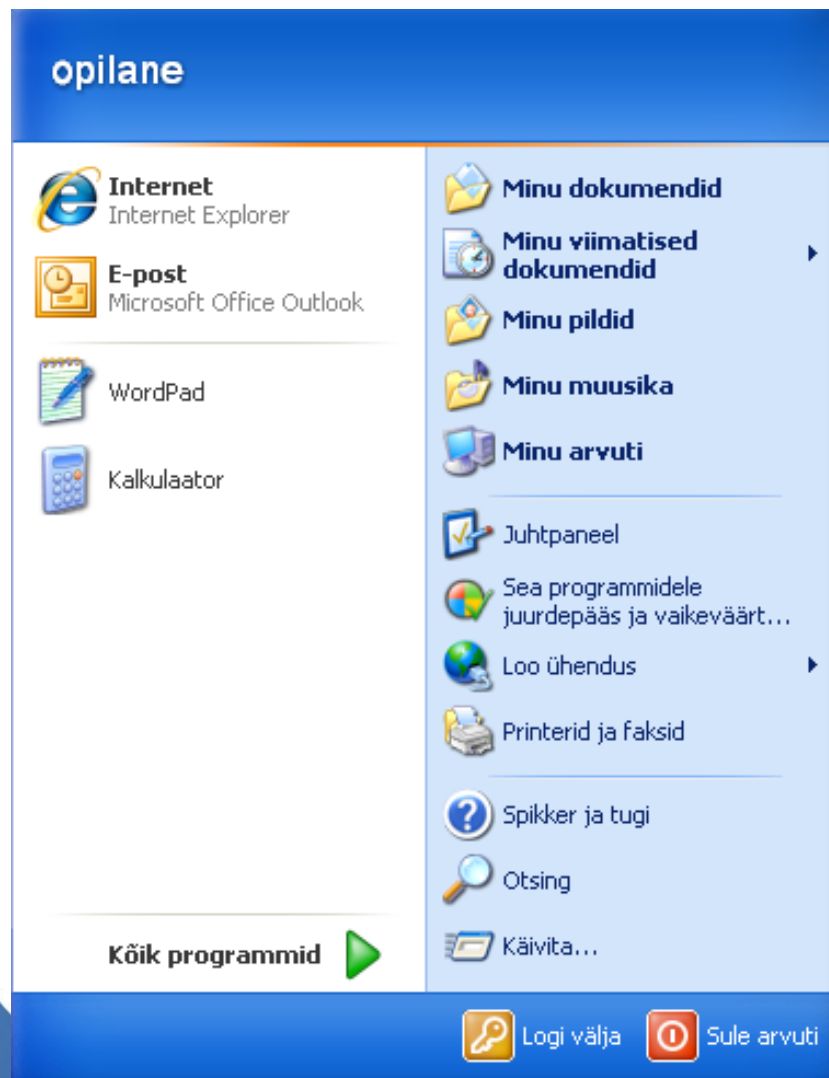 opilane
Internet
Internet Explorer
E-post
Microsoft Office Outlook
WordPad
Kalkulaator
Kõik programmid
Minu dokumendid
Minu viimatised
dokumendid
Minu pildid
Minu muusika
Minu arvuti
Juhtpaneel
Sea programmidele
juurdepääs ja vaikeväärt...
Loo ühendus
Printerid ja faksid
Spikker ja tugi
Otsing
Käivita...
Logi välja
Sule arvuti